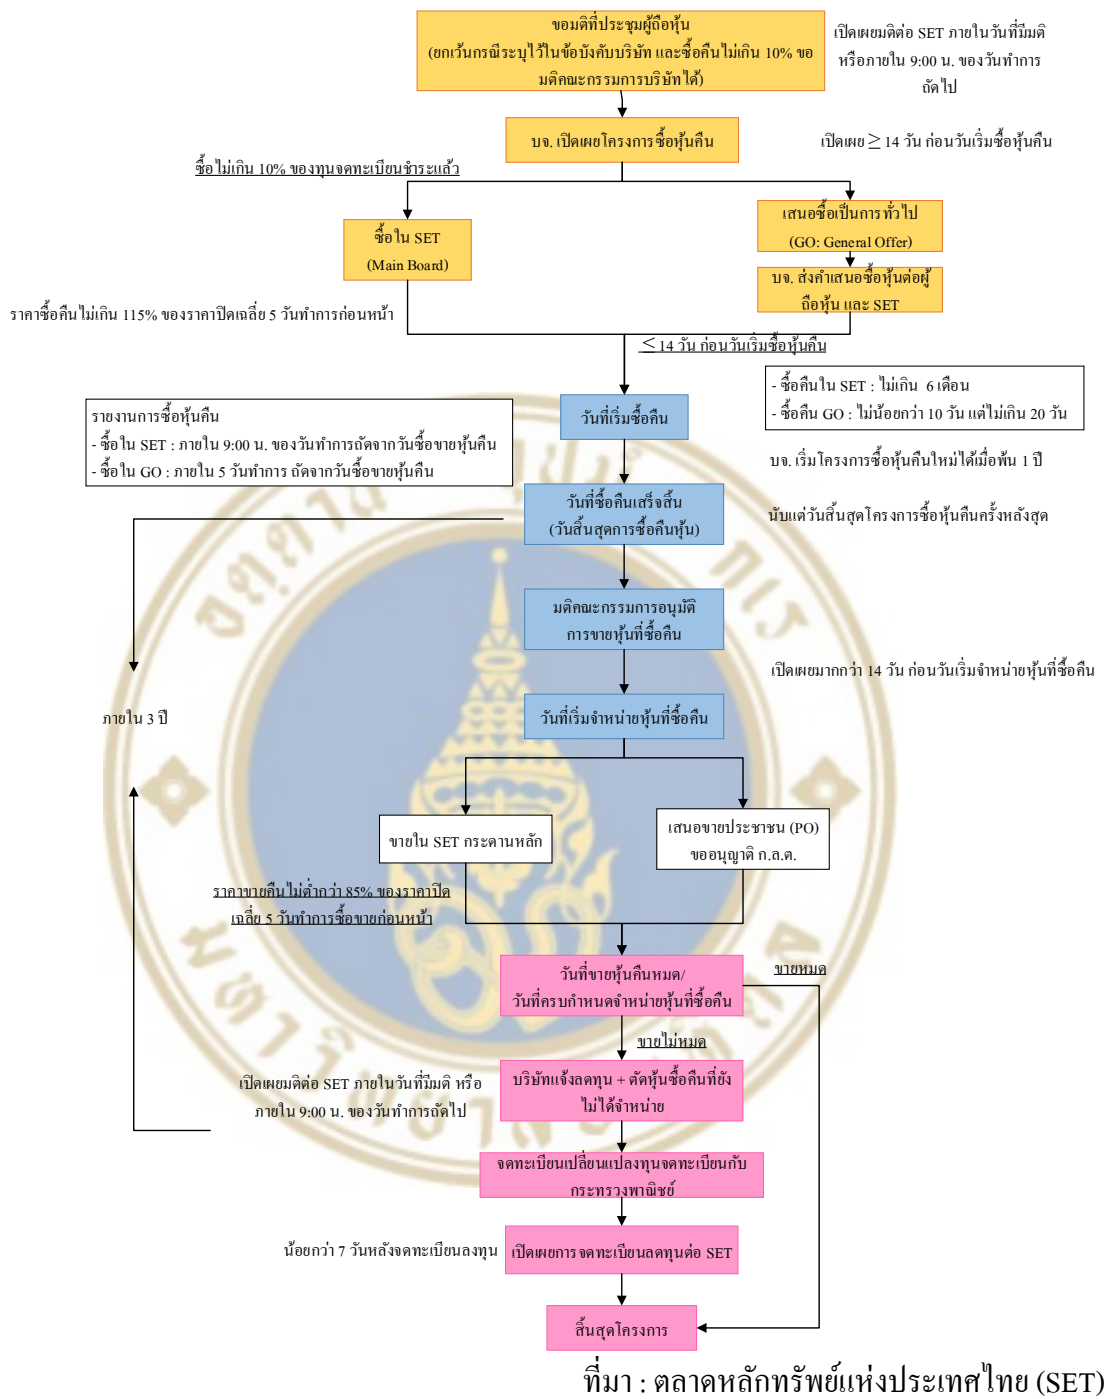 ขอมติที่ประชุมผู้ถือหุ้น
(ยกเว้นกรณีระบุไว้ในข้อบังคับบริษัท และซื้อคืนไม่เกิน 10% ขอ
มติคณะกรรมการบริษัทได้)
เปิดเผยมติต่อ SET ภายในวันที่มีมติ
หรือภายใน 9:00 น. ของวันทำการ
ถัดไป
บจ. เปิดเผยโครงการซื้อหุ้นคืน
เปิดเผย ≥ 14 วัน ก่อนวันเริ่มซื้อหุ้นคืน
ซื้อไม่เกิน 10% ของทุนจดทะเบียนชำระแล้ว
ซื้อใน SET
(Main Board)
เสนอซื้อเป็นการทั่วไป
(GO: General Offer)
บจ. ส่งคำเสนอซื้อหุ้นต่อผู้
ถือหุ้น และ SET
ราคาซื้อคืนไม่เกิน 115% ของราคาปิดเฉลี่ย 5 วันทำการก่อนหน้า
≤ 14 วัน ก่อนวันเริ่มซื้อหุ้นคืน
- ซื้อคืนใน SET : ไม่เกิน 6 เดือน
- ซื้อคืน GO : ไม่น้อยกว่า 10 วัน แต่ไม่เกิน 20 วัน
วันที่เริ่มซื้อคืน
รายงานการซื้อหุ้นคืน
- ซื้อใน SET : ภายใน 9:00 น. ของวันทำการถัดจากวันซื้อขายหุ้นคืน
- ซื้อใน GO : ภายใน 5 วันทำการ ถัดจากวันซื้อขายหุ้นคืน
บจ. เริ่มโครงการซื้อหุ้นคืนใหม่ได้เมื่อพ้น 1 ปี
นับแต่วันสิ้นสุดโครงการซื้อหุ้นคืนครั้งหลังสุด
วันที่ซื้อคืนเสร็จสิ้น
(วันสิ้นสุดการซื้อคืนหุ้น)
มติคณะกรรมการอนุมัติ
การขายหุ้นที่ซื้อคืน
เปิดเผยมากกว่า 14 วัน ก่อนวันเริ่มจำหน่ายหุ้นที่ซื้อคืน
ภายใน 3 ปี
วันที่เริ่มจำหน่ายหุ้นที่ซื้อคืน
ขายใน SET กระดานหลัก
เสนอขายประชาชน (PO)
ขออนุญาติ ก.ล.ต.
ราคาขายคืนไม่ต่ำกว่า 85% ของราคาปิด
เฉลี่ย 5 วันทำการซื้อขายก่อนหน้า
วันที่ขายหุ้นคืนหมด/
วันที่ครบกำหนดจำหน่ายหุ้นที่ซื้อคืน
ขายหมด
ขายไม่หมด
บริษัทแจ้งลดทุน + ตัดหุ้นซื้อคืนที่ยัง
ไม่ได้จำหน่าย
เปิดเผยมติต่อ SET ภายในวันที่มีมติ หรือ
ภายใน 9:00 น. ของวันทำการถัดไป
จดทะเบียนเปลี่ยนแปลงทุนจดทะเบียนกับ
กระทรวงพาณิชย์
น้อยกว่า 7 วันหลังจดทะเบียนลงทุน
เปิดเผยการจดทะเบียนลดทุนต่อ SET
สิ้นสุดโครงการ
ที่มา : ตลาดหลักทรัพย์แห่งประเทศไทย (SET)